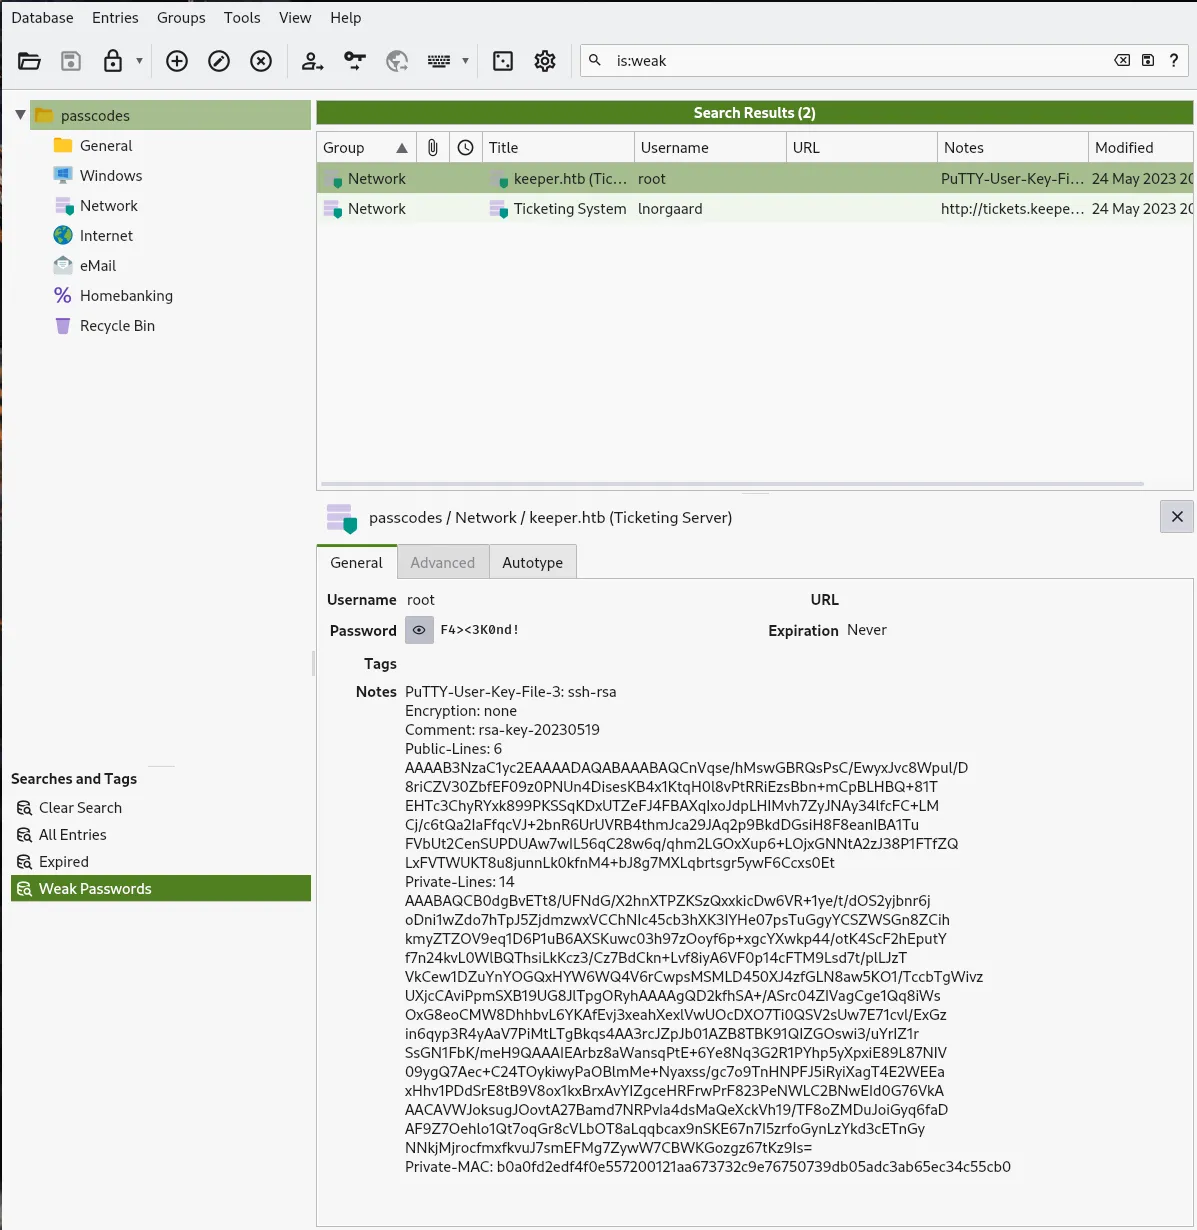 Database Entries Groups Tools View Help
is:weak
?
passcodes
General
Windows
Network
Internet
eMail
Homebanking
Recycle Bin
Searches and Tags
Clear Search
All Entries
Expired
Weak Passwords
Search Results (2)
Group Title Username URL Notes Modified
Network keeper.htb (Tic... root PuTTY-User-Key-Fi... 24 May 2023 20
Network Ticketing System lnorgaard http://tickets.keepe... 24 May 2023 20
passcodes / Network / keeper.htb (Ticketing Server)
General Advanced Autotype
Username root URL
Password F4><3K0nd! Expiration Never
Tags
Notes PuTTY-User-Key-File-3: ssh-rsa
Encryption: none
Comment: rsa-key-20230519
Public-Lines: 6
AAAAB3NzaC1yc2EAAAADAQABAAABAQCnVqse/hMswGBRQsPsC/EwyxJvc8Wpul/D
8riCZV30ZbfEF09z0PNUn4DisesKB4x1KtqH0l8vPtRRiEzsBbn+mCpBLHBQ+81T
EHTc3ChyRYxk899PKSSqKDxUTZeFJ4FBAXqIxoJdpLHIMvh7ZyJNAy34lfcFC+LM
Cj/c6tQa2IaFfqcVJ+2bnR6UrUVRB4thmJca29JAq2p9BkdDGsiH8F8eanIBA1Tu
FVbUt2CenSUPDUAw7wIL56qC28w6q/qhm2LGOxXup6+LOjxGNNtA2zJ38P1FTfZQ
LxFVTWUKT8u8junnLk0kfnM4+bJ8g7MXLqbrtsgr5ywF6Ccxs0Et
Private-Lines: 14
AAABAQCB0dgBvETt8/UFNdG/X2hnXTPZKSzQxxkicDw6VR+1ye/t/dOS2yjbnr6j
oDni1wZdo7hTpJ5ZjdmzwxVCChNIc45cb3hXK3IYHe07psTuGgyYCSZWSGn8ZCih
kmyZTZOV9eq1D6P1uB6AXSKuwc03h97zOoyf6p+xgcYXwkp44/otK4ScF2hEputY
f7n24kvL0WlBQThsiLkKcz3/Cz7BdCkn+Lvf8iyA6VF0p14cFTM9Lsd7t/plLJzT
VkCew1DZuYnYOGQxHYW6WQ4V6rCwpsMSMLD450XJ4zfGLN8aw5KO1/TccbTgWivz
UXjcCAviPpmSXB19UG8JlTpgORyhAAAAgQD2kfhSA+/ASrc04ZIVagCge1Qq8iWs
OxG8eoCMW8DhhbvL6YKAfEvj3xeahXexlVwUOcDXO7Ti0QSV2sUw7E71cvl/ExGz
in6qyp3R4yAaV7PiMtLTgBkqs4AA3rcJZpJb01AZB8TBK91QIZGOswi3/uYrIZ1r
SsGN1FbK/meH9QAAAIEArbz8aWansqPtE+6Ye8Nq3G2R1PYhp5yXpxiE89L87NIV
09ygQ7Aec+C24TOykiwyPaOBlmMe+Nyaxss/gc7o9TnHNPFJ5iRyiXagT4E2WEEa
xHhv1PDdSrE8tB9V8ox1kxBrxAvYIZgceHRFrwPrF823PeNWLC2BNwEId0G76VkA
AACAVWJoksugJOovtA27Bamd7NRPvIa4dsMaQeXckVh19/TF8oZMDuJoiGyq6faD
AF9Z7Oehlo1Qt7oqGr8cVLbOT8aLqqbcax9nSKE67n7I5zrfoGynLzYkd3cETnGy
NNkjMjrocfmxfkvuJ7smEFMg7ZywW7CBWKGozgz67tKz9Is=
Private-MAC: b0a0fd2edf4f0e557200121aa673732c9e76750739db05adc3ab65ec34c55cb0